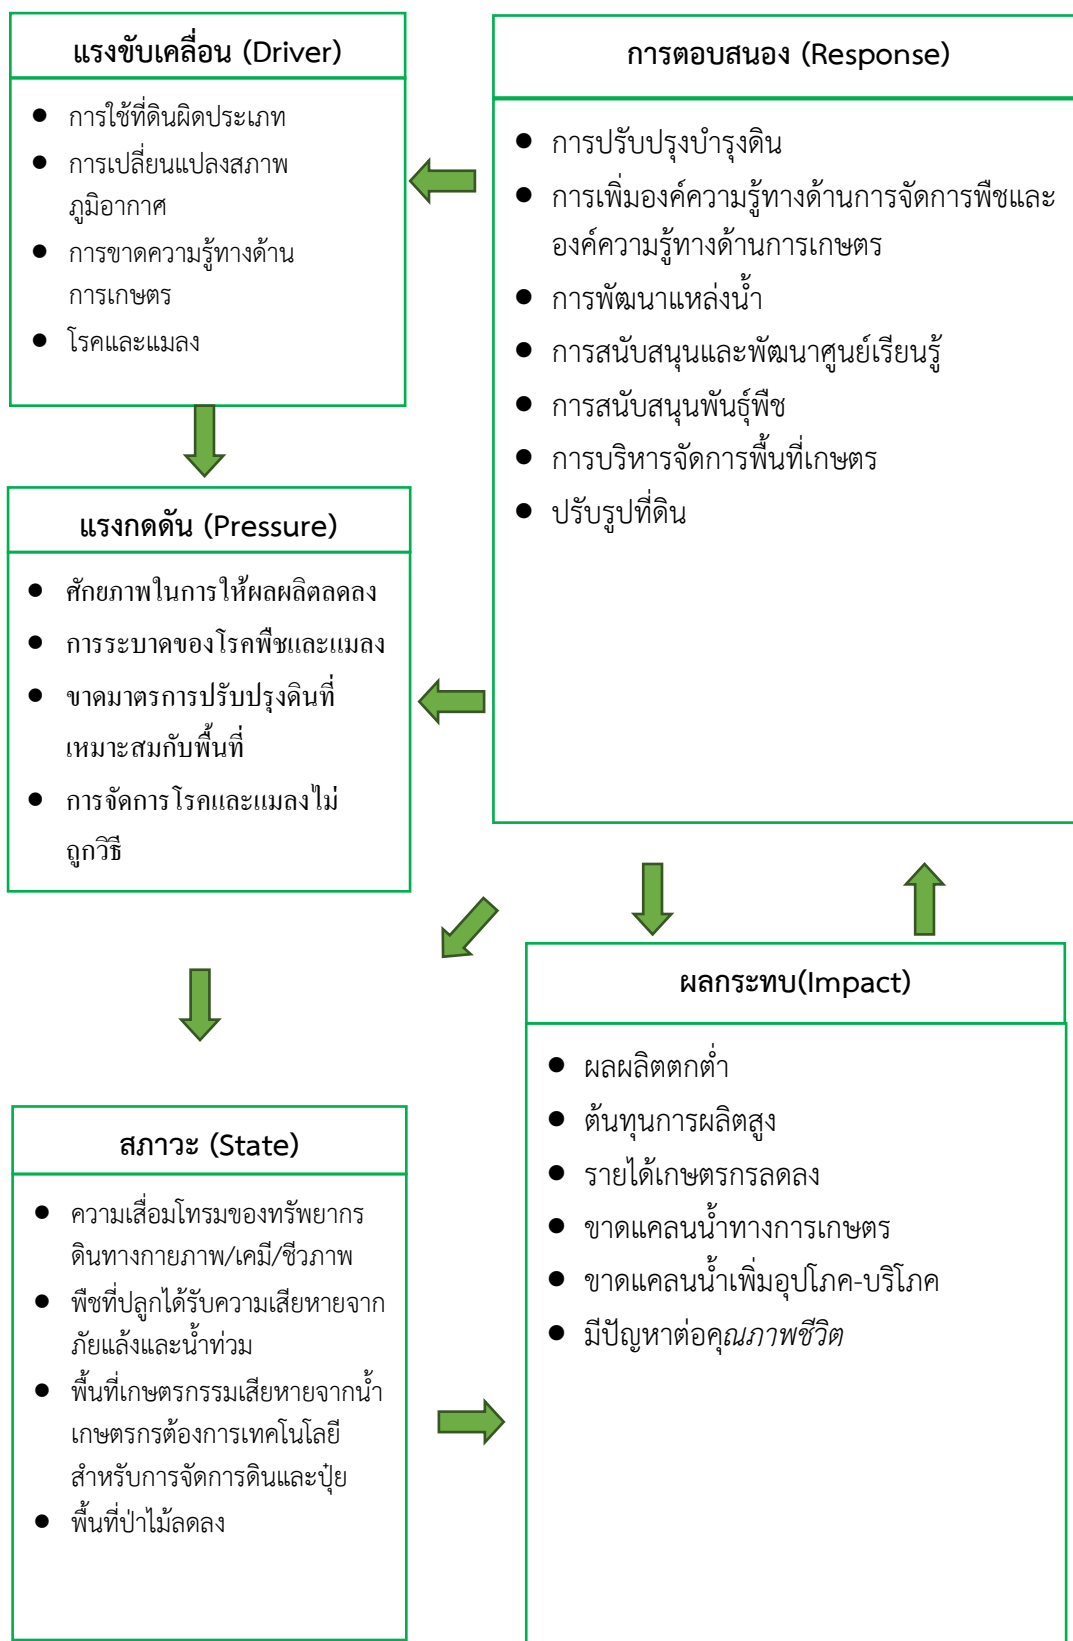 แรงขับเคลื่อน (Driver)
● การใช้ที่ดินผิดประเภท
● การเปลี่ยนแปลงสภาพ
ภูมิอากาศ
● การขาดความรู้ทางด้าน
การเกษตร
● โรคและแมลง
การตอบสนอง (Response)
● การปรับปรุงบำรุงดิน
● การเพิ่มองค์ความรู้ทางด้านการจัดการพืชและ
องค์ความรู้ทางด้านการเกษตร
● การพัฒนาแหล่งน้ำ
● การสนับสนุนและพัฒนาศูนย์เรียนรู้
● การสนับสนุนพันธุ์พืช
● การบริหารจัดการพื้นที่เกษตร
● ปรับรูปที่ดิน
แรงกดดัน (Pressure)
● ศักยภาพในการให้ผลผลิตลดลง
● การระบาดของโรคพืชและแมลง
● ขาดมาตรการปรับปรุงดินที่
เหมาะสมกับพื้นที่
● การจัดการโรคและแมลงไม่
ถูกวิธี
ผลกระทบ(Impact)
● ผลผลิตตกต่ำ
● ต้นทุนการผลิตสูง
● รายได้เกษตรกรลดลง
● ขาดแคลนน้ำทางการเกษตร
● ขาดแคลนน้ำเพิ่มอุปโภค-บริโภค
● มีปัญหาต่อคุณภาพชีวิต
สภาวะ (State)
● ความเสื่อมโทรมของทรัพยากร
ดินทางกายภาพ/เคมี/ชีวภาพ
● พืชที่ปลูกได้รับความเสียหายจาก
ภัยแล้งและน้ำท่วม
● พื้นที่เกษตรกรรมเสียหายจากน้ำ
เกษตรกรต้องการเทคโนโลยี
สำหรับการจัดการดินและปุ๋ย
● พื้นที่ป่าไม้ลดลง